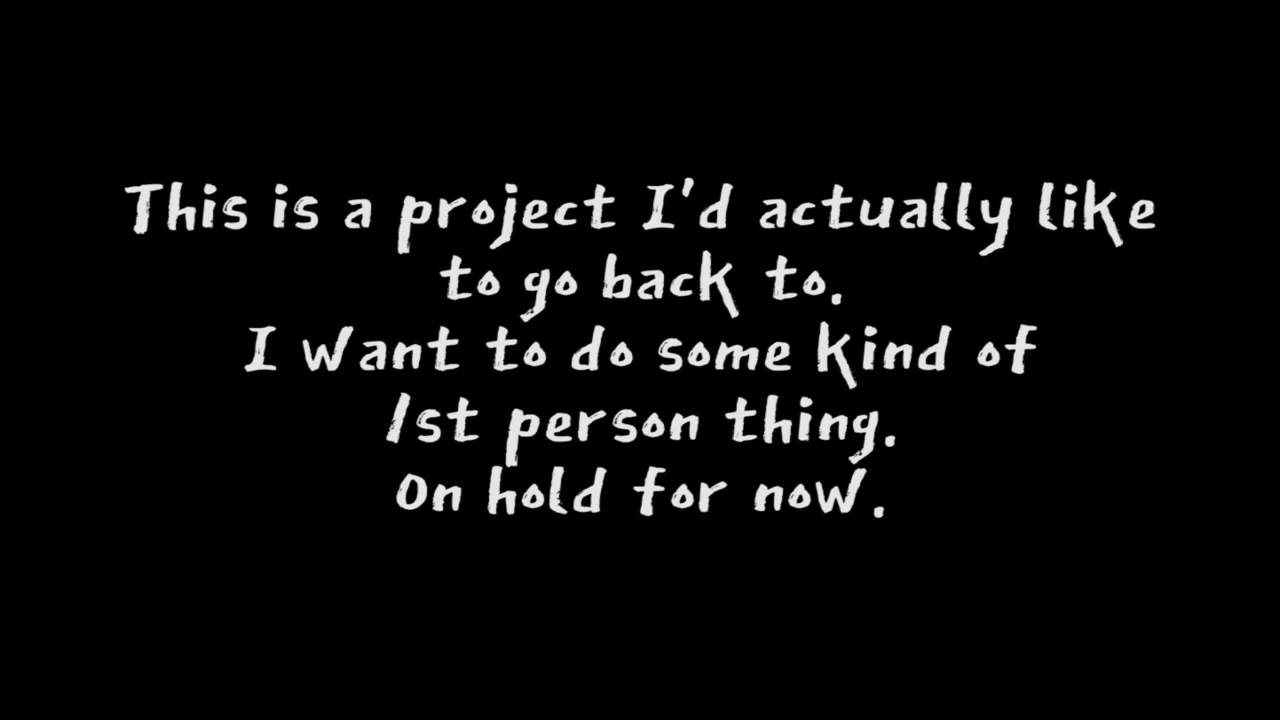 This is a project I'd actually like
to go back to.
I want to do some kind of
1st person thing.
On hold for now.